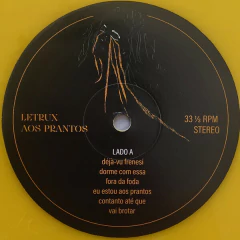 LETRUX
AOS PRANTOS
33 ⅓ RPM
STEREO
LADO A
déjà-vu frenesi
dorme com essa
fora da foda
eu estou aos prantos
contanto até que
vai brotar